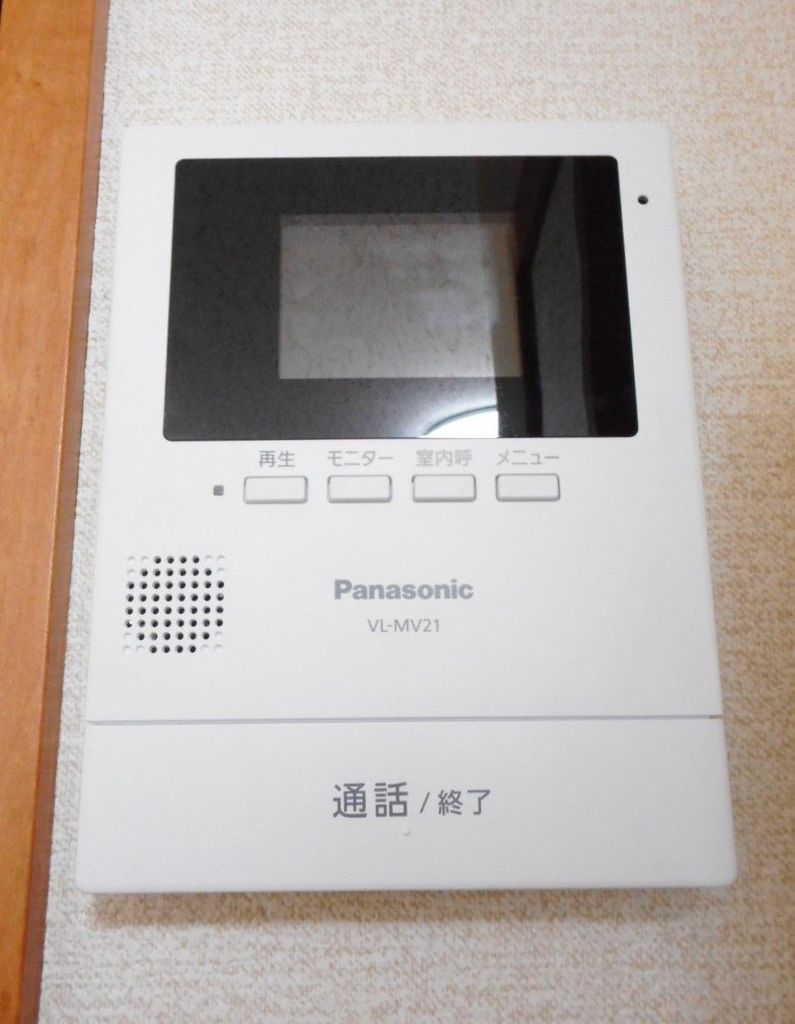 再生 モニター 室内呼 メニュー
Panasonic
VL-MV21
通話 / 終了